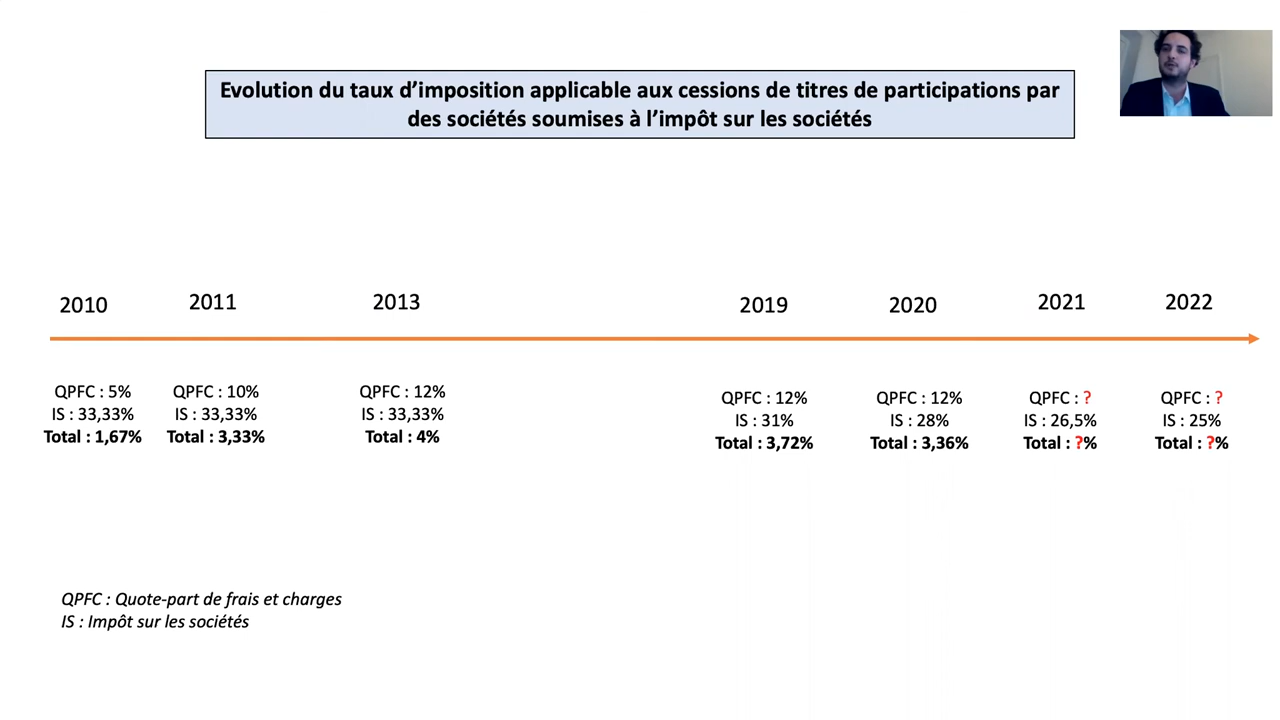 Evolution du taux d’imposition applicable aux cessions de titres de participations par
des sociétés soumises à l’impôt sur les sociétés
2010
2011
2013
2019
2020
2021
2022
QPFC : 5%
IS : 33,33%
Total : 1,67%
QPFC : 10%
IS : 33,33%
Total : 3,33%
QPFC : 12%
IS : 33,33%
Total : 4%
QPFC : 12%
IS : 31%
Total : 3,72%
QPFC : 12%
IS : 28%
Total : 3,36%
QPFC : ?
IS : 26,5%
Total : ?%
QPFC : ?
IS : 25%
Total : ?%
QPFC : Quote-part de frais et charges
IS : Impôt sur les sociétés